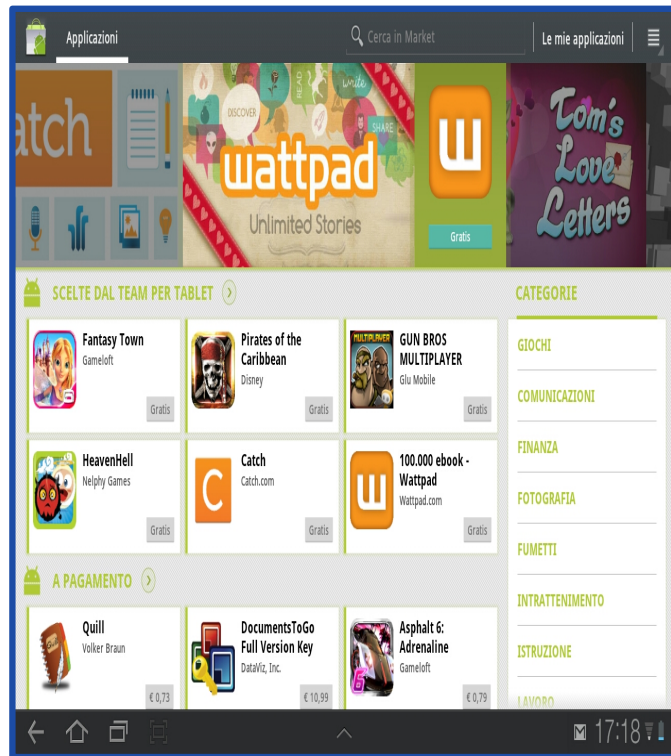 Applicazioni
Cerca in Market
Le mie applicazioni
atch
DISCOVER
READ
write
SHARE
wattpad
Unlimited Stories
w
Gratis
Tom's
Love
Letters
SCELTE DAL TEAM PER TABLET
CATEGORIE
Fantasy Town
Gameloft
Gratis
Pirates of the
Caribbean
Disney
Gratis
MULTIPLAYER
GUN BROS
MULTIPLAYER
Glu Mobile
Gratis
HeavenHell
Nelphy Games
Gratis
C
Catch
Catch.com
Gratis
w
100.000 ebook -
Wattpad
Wattpad.com
Gratis
GIOCHI
COMUNICAZIONI
FINANZA
FOTOGRAFIA
FUMETTI
INTRATTENIMENTO
ISTRUZIONE
LAVORO
A PAGAMENTO
Quill
Quill
Volker Braun
€ 0,73
DocumentsToGo
Full Version Key
DataViz, Inc.
€ 10,99
6
Asphalt 6:
Adrenaline
Gameloft
€ 0,79
17:18